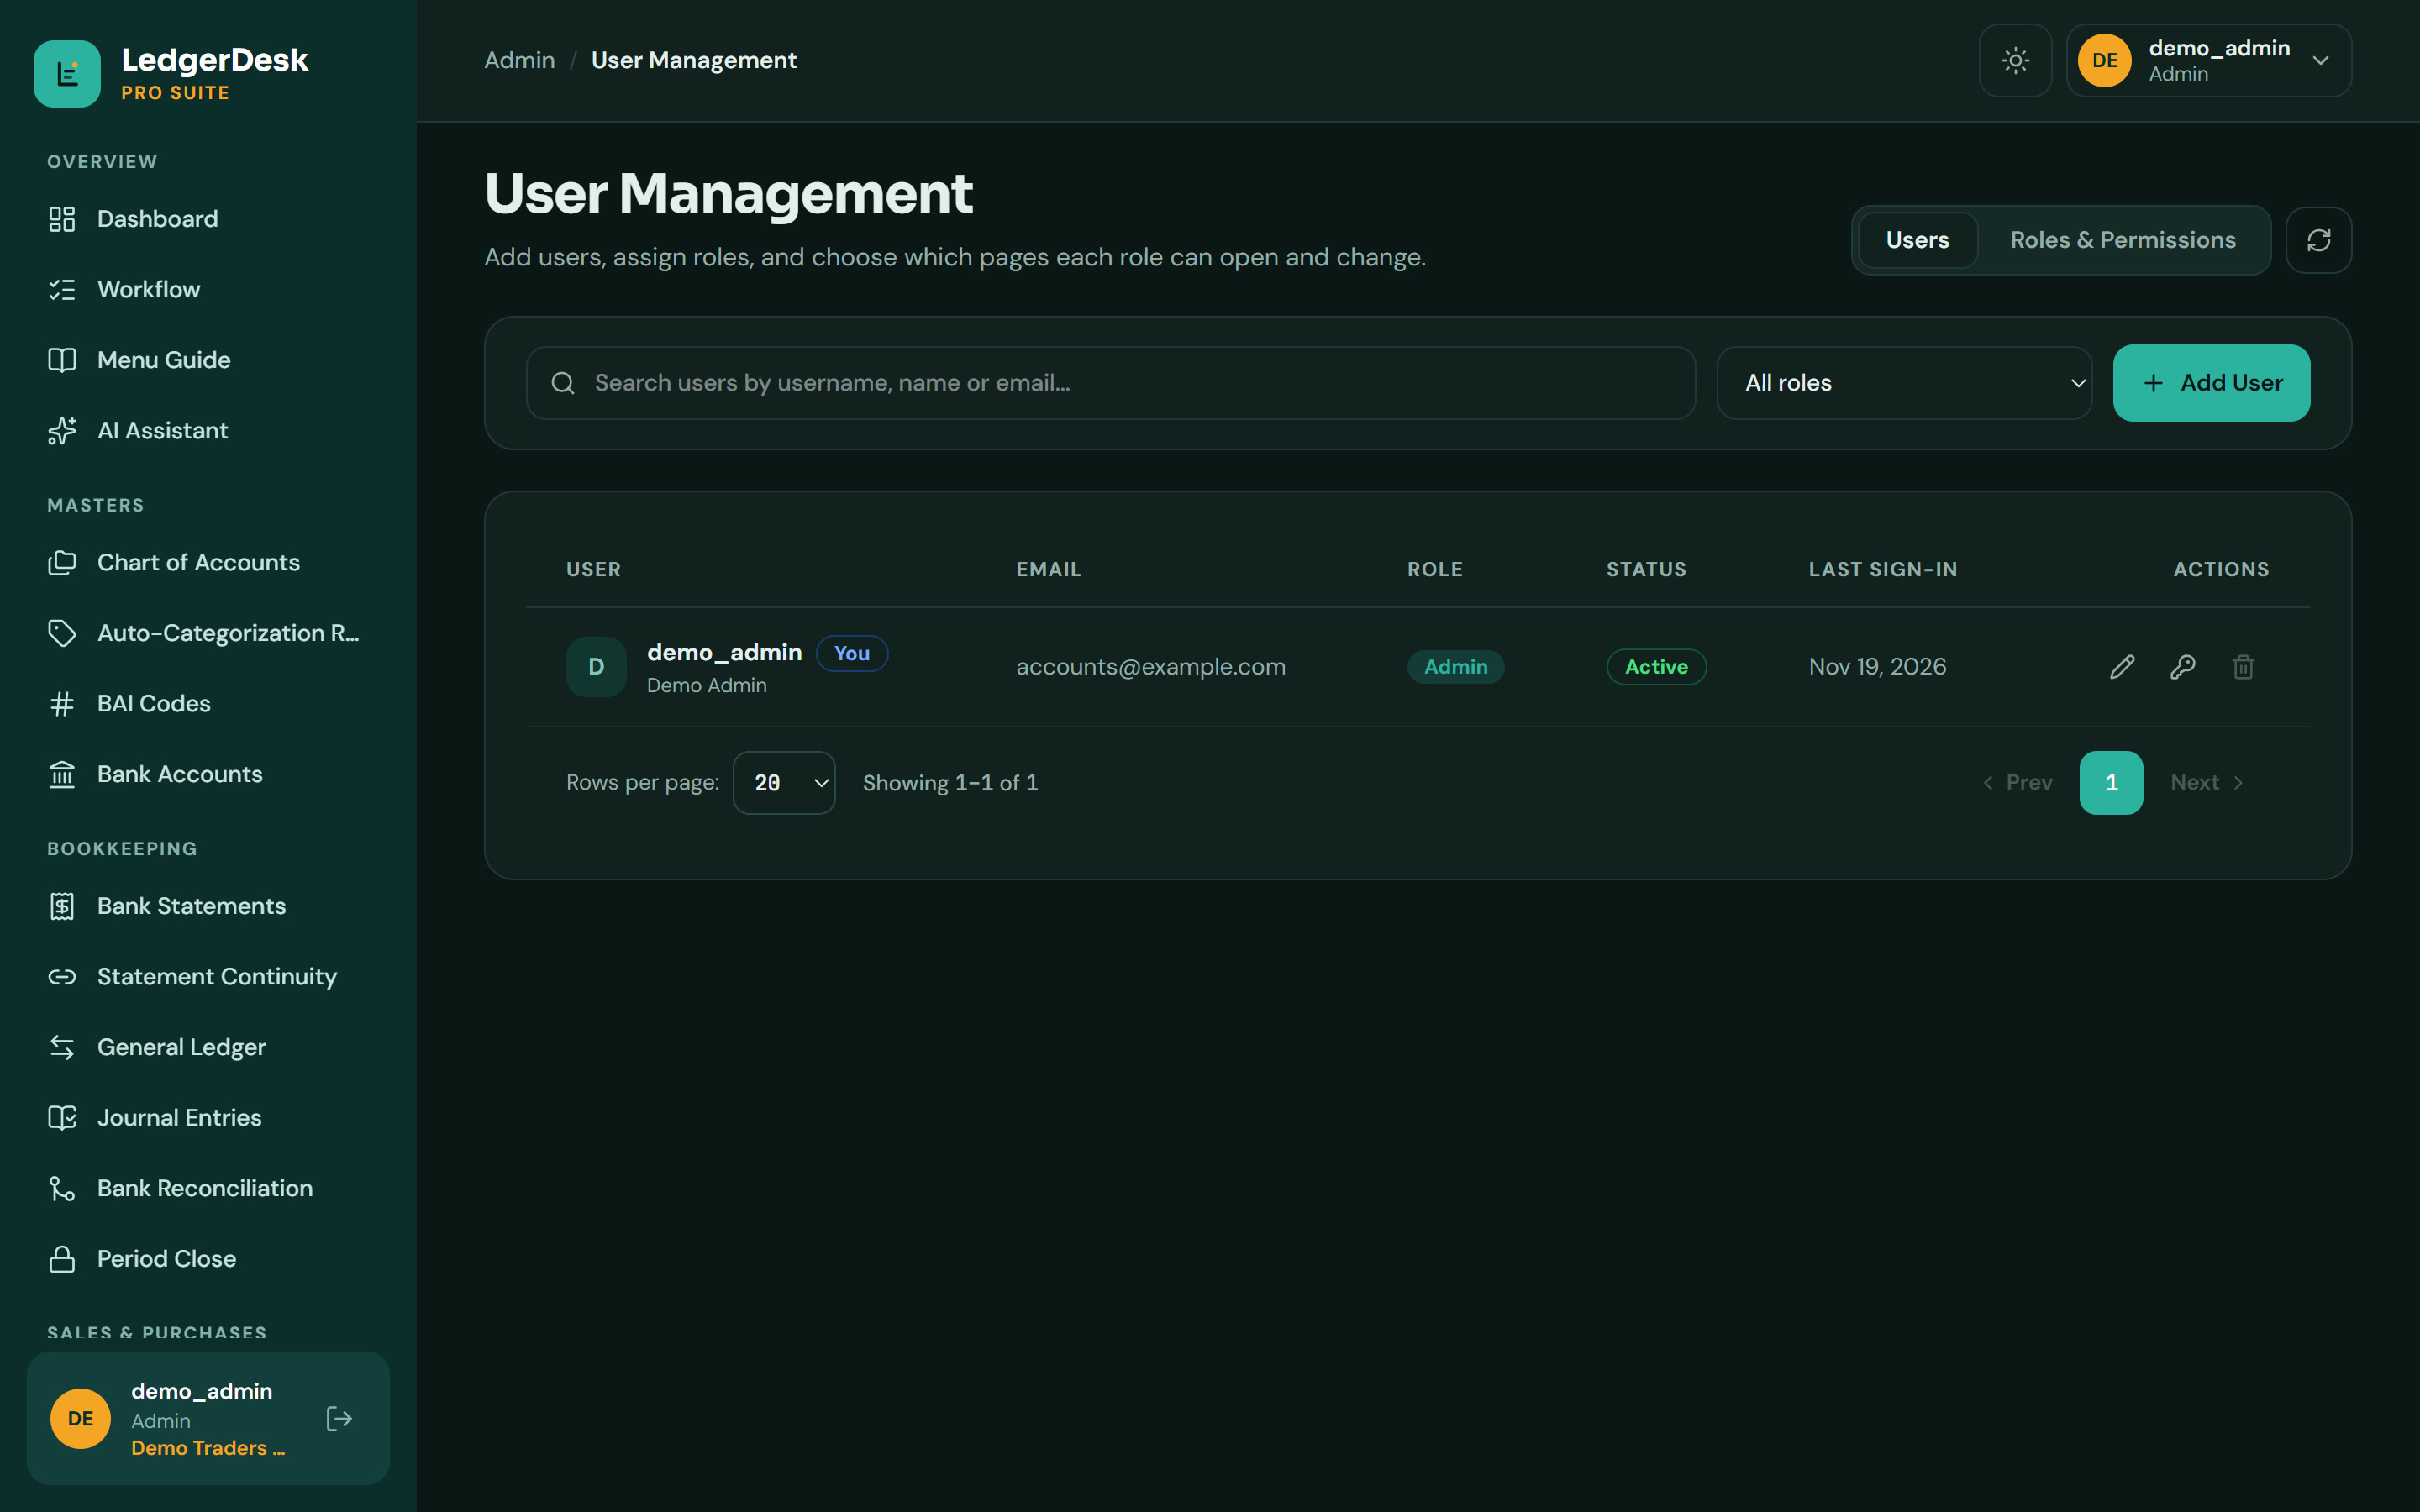 LedgerDesk
PRO SUITE
OVERVIEW
Dashboard
Workflow
Menu Guide
AI Assistant
MASTERS
Chart of Accounts
Auto-Categorization R...
BAI Codes
Bank Accounts
BOOKKEEPING
Bank Statements
Statement Continuity
General Ledger
Journal Entries
Bank Reconciliation
Period Close
SALES & PURCHASES
DE
demo_admin
Admin
Demo Traders ...
Admin / User Management
DE
demo_admin
Admin
User Management
Add users, assign roles, and choose which pages each role can open and change.
Users
Roles & Permissions
Search users by username, name or email...
All roles
+ Add User
USER EMAIL ROLE STATUS LAST SIGN-IN ACTIONS
D
demo_admin You
Demo Admin
accounts@example.com
Admin
Active
Nov 19, 2026
Rows per page: 20 Showing 1-1 of 1
< Prev 1 Next >